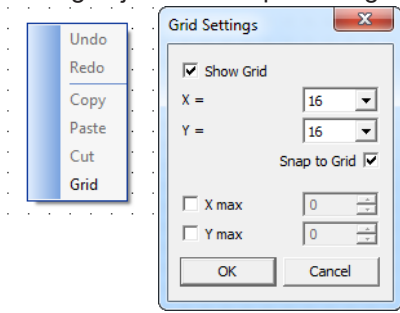 Undo
Redo
Copy
Paste
Cut
Grid
Grid Settings
Show Grid
X = 16
Y = 16
Snap to Grid
X max 0
Y max 0
OK Cancel